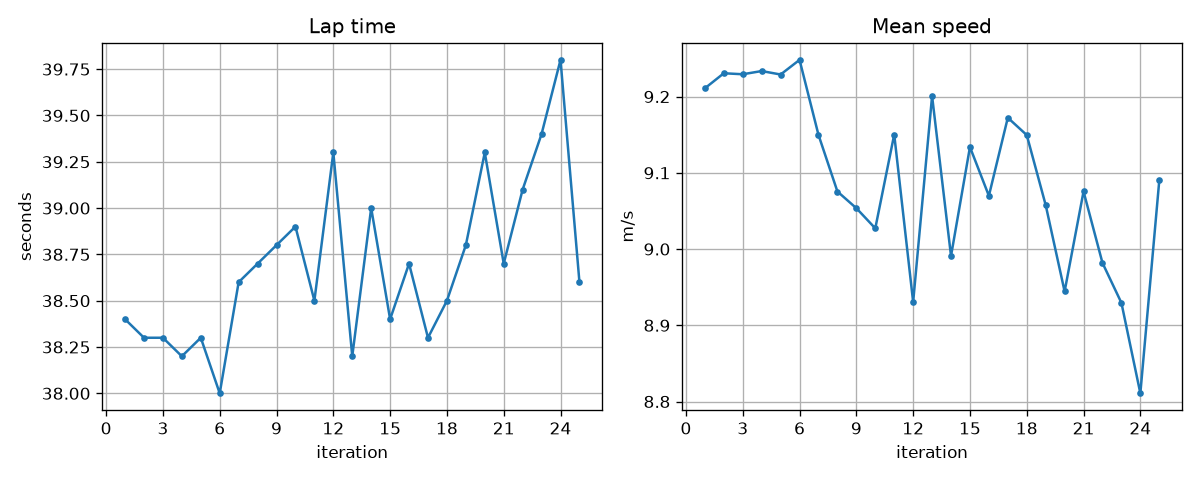 Lap time
seconds
39.75
39.50
39.25
39.00
38.75
38.50
38.25
38.00
0 3 6 9 12 15 18 21 24
iteration
Mean speed
m/s
9.2
9.1
9.0
8.9
8.8
0 3 6 9 12 15 18 21 24
iteration